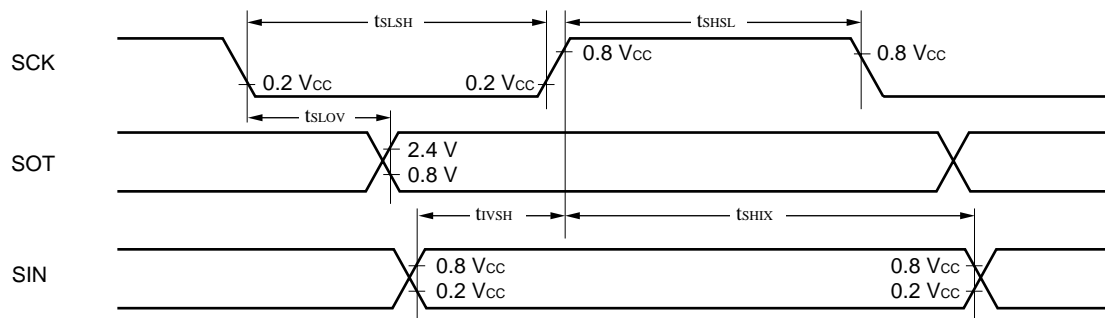 tSLSH tSHSL
SCK 0.2 VCC 0.2 VCC 0.8 VCC 0.8 VCC
tSLOV
SOT 2.4 V
0.8 V
tIVSH tSHIX
SIN 0.8 VCC 0.8 VCC
0.2 VCC 0.2 VCC